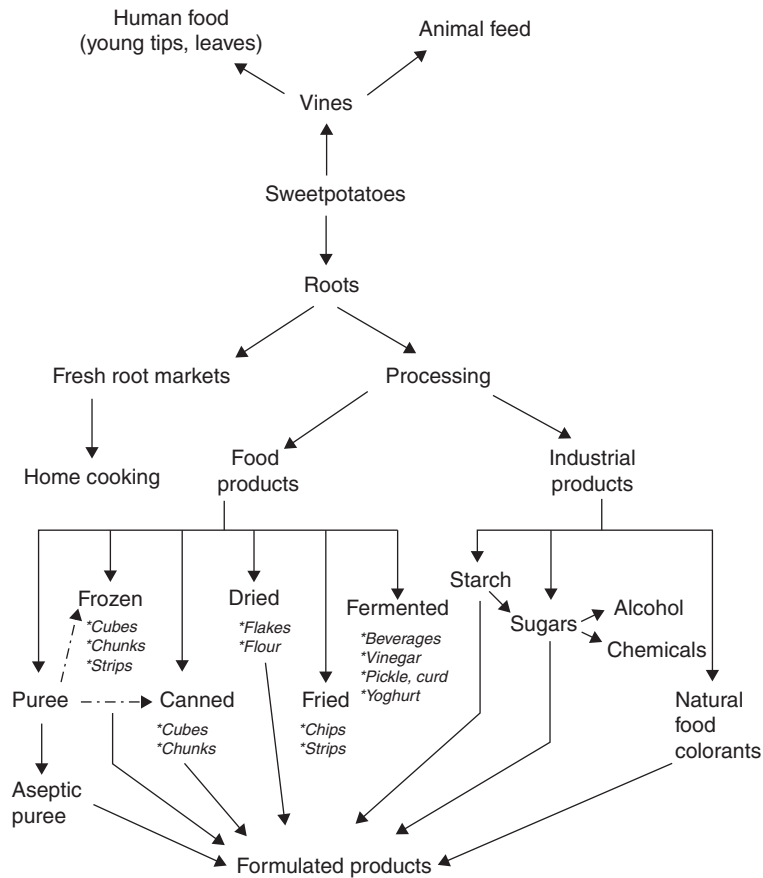 Human food
(young tips, leaves)
Animal feed
Vines
Sweetpotatoes
Roots
Fresh root markets
Processing
Home cooking
Food
products
Industrial
products
Frozen
*Cubes
*Chunks
*Strips
Dried
*Flakes
*Flour
Fermented
*Beverages
*Vinegar
*Pickle, curd
*Yoghurt
Starch
Sugars
Alcohol
Chemicals
Puree
Canned
*Cubes
*Chunks
Fried
*Chips
*Strips
Natural
food
colorants
Aseptic
puree
Formulated products